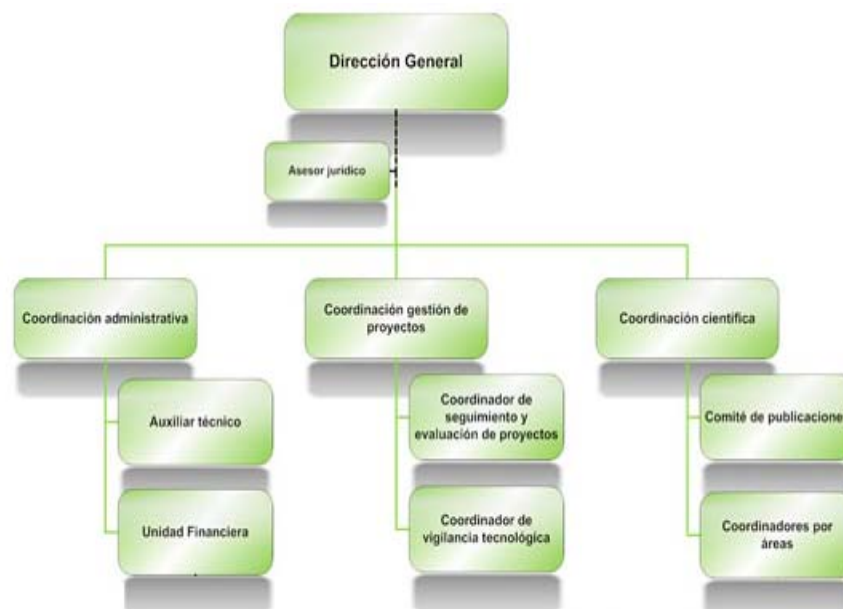 Dirección General
Asesor jurídico
Coordinación administrativa
Coordinación gestión de
proyectos
Coordinación científica
Auxiliar técnico
Unidad Financiera
Coordinador de
seguimiento y
evaluación de proyectos
Coordinador de
vigilancia tecnológica
Comité de publicacione
Coordinadores por
áreas